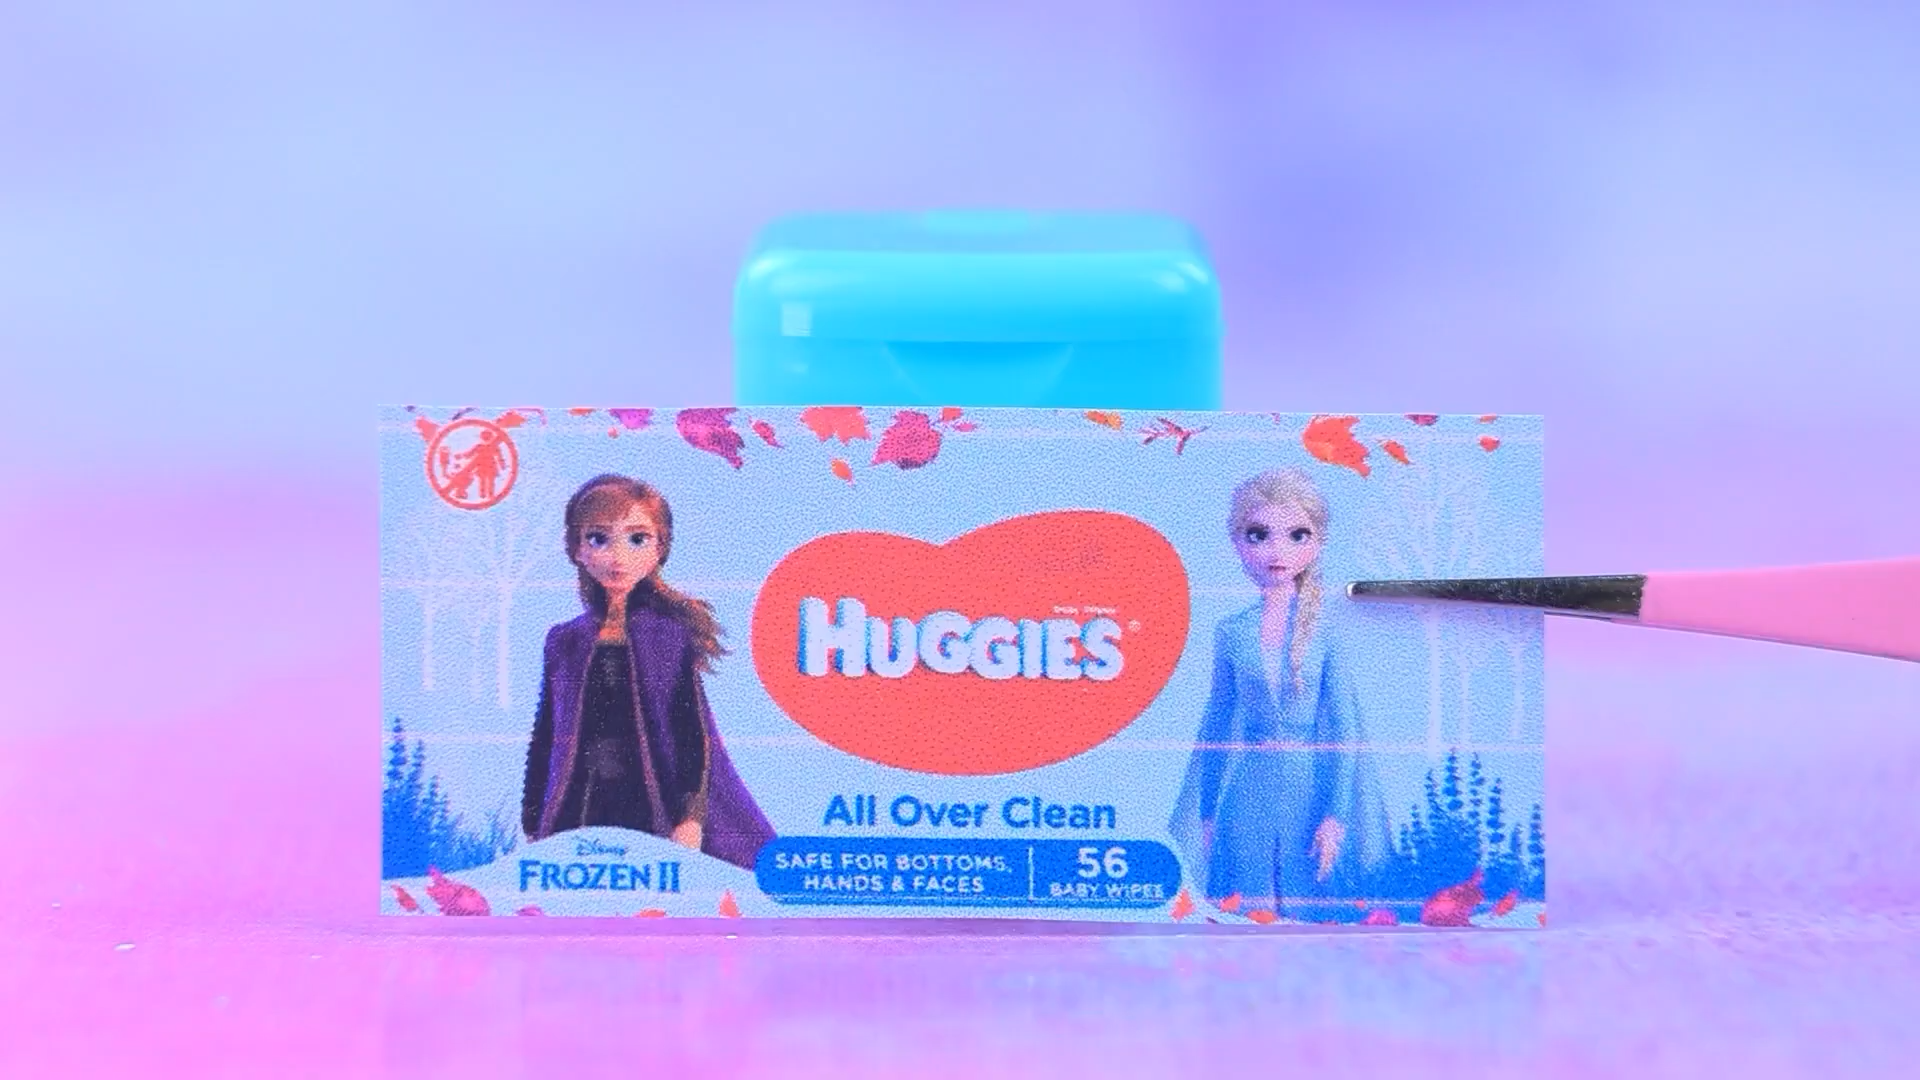 HUGGIES®
All Over Clean
SAFE FOR BOTTOMS,
HANDS & FACES
56
BABY WIPES
Disney
FROZEN II